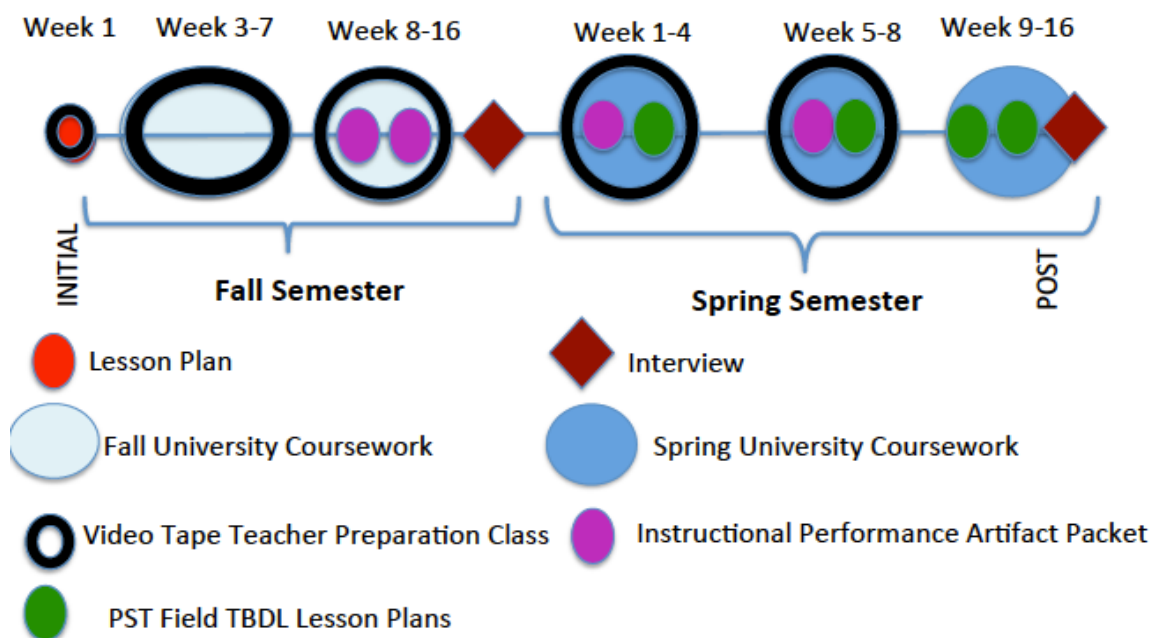 Week 1
Week 3-7
Week 8-16
Week 1-4
Week 5-8
Week 9-16
INITIAL
POST
Fall Semester
Spring Semester
Lesson Plan
Interview
Fall University Coursework
Spring University Coursework
Video Tape Teacher Preparation Class
Instructional Performance Artifact Packet
PST Field TBDL Lesson Plans